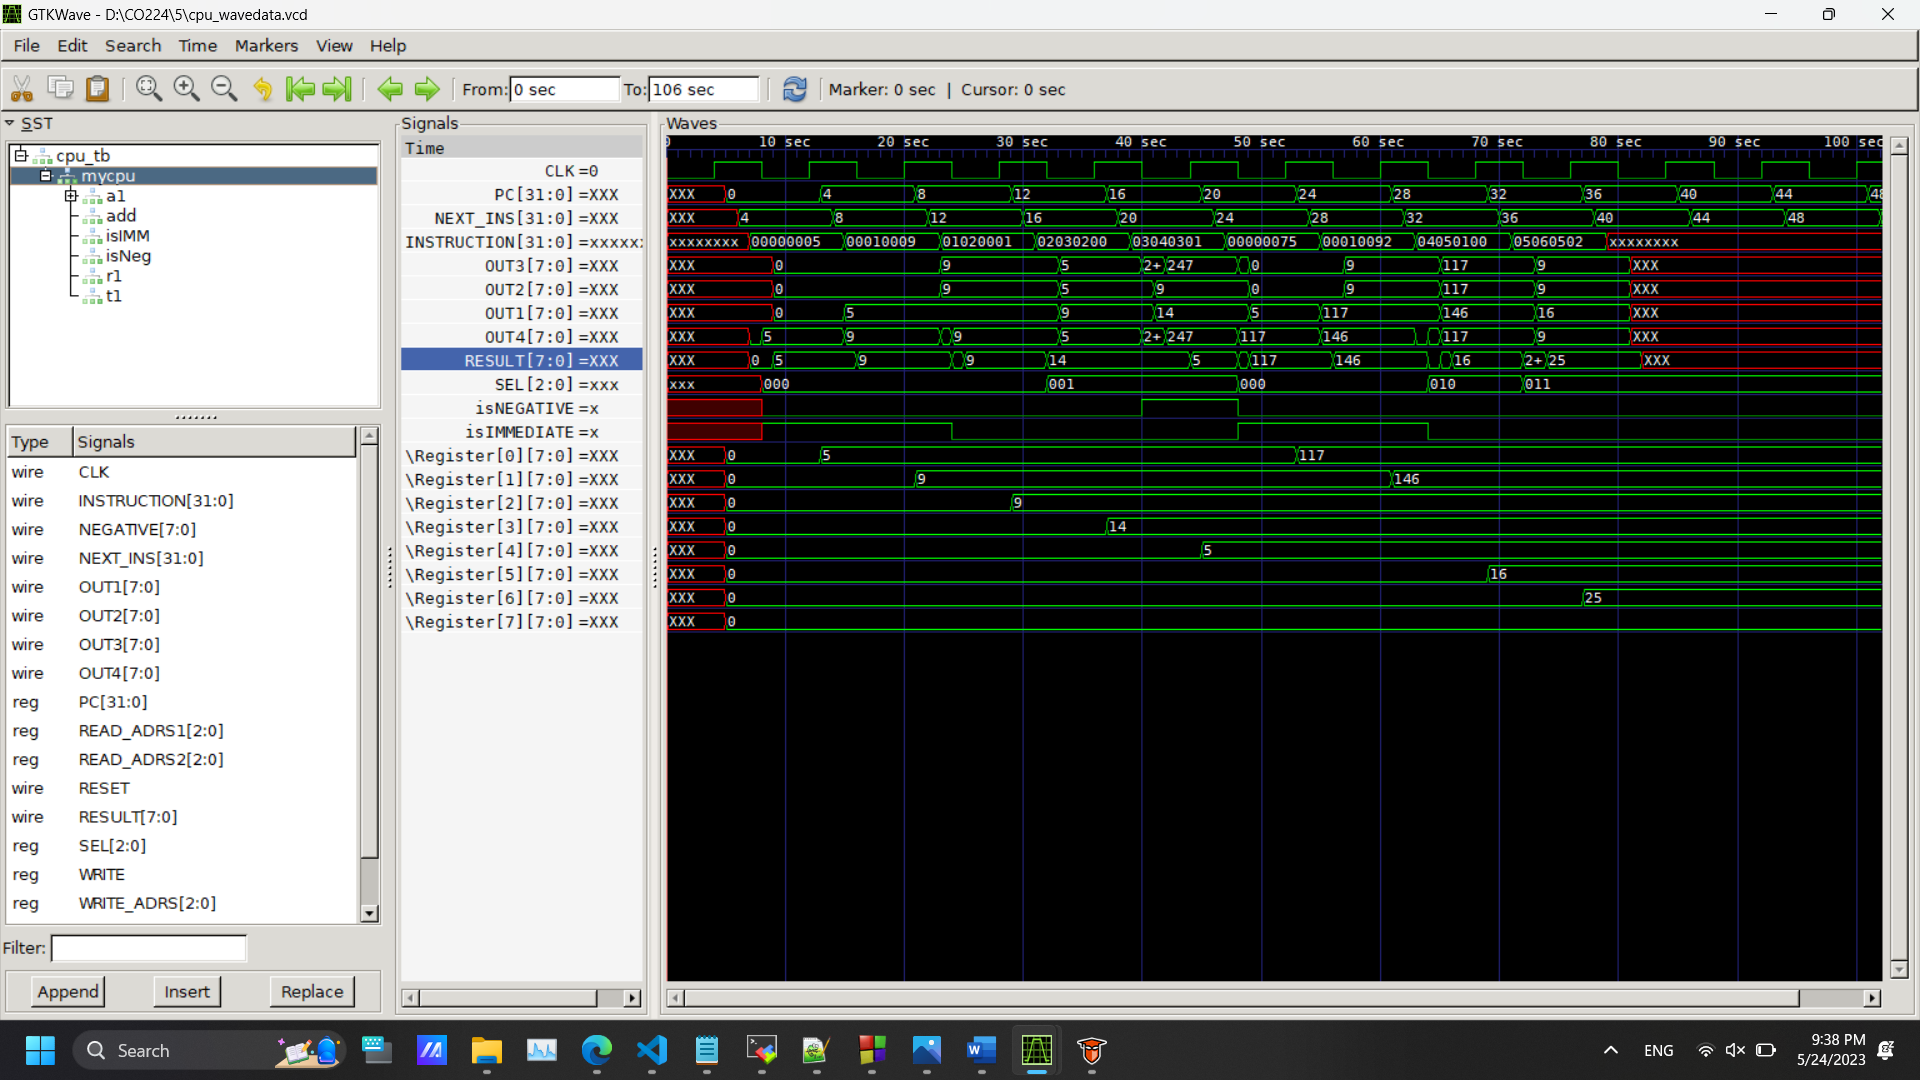 GTKWave - D:\CO224\5\cpu_wavedata.vcd
File Edit Search Time Markers View Help
From: 0 sec To: 106 sec Marker: 0 sec | Cursor: 0 sec
SST
cpu_tb
mycpu
a1
add
isIMM
isNeg
r1
t1
Type Signals
wire CLK
wire INSTRUCTION[31:0]
wire NEGATIVE[7:0]
wire NEXT_INS[31:0]
wire OUT1[7:0]
wire OUT2[7:0]
wire OUT3[7:0]
wire OUT4[7:0]
reg PC[31:0]
reg READ_ADRS1[2:0]
reg READ_ADRS2[2:0]
wire RESET
wire RESULT[7:0]
reg SEL[2:0]
reg WRITE
reg WRITE_ADRS[2:0]
Filter:
Append Insert Replace
Signals
Time
CLK =0
PC[31:0] =XXX
NEXT_INS[31:0] =XXX
INSTRUCTION[31:0] =xxxxxx
OUT3[7:0] =XXX
OUT2[7:0] =XXX
OUT1[7:0] =XXX
OUT4[7:0] =XXX
RESULT[7:0] =XXX
SEL[2:0] =xxx
isNEGATIVE =x
isIMMEDIATE =x
\Register[0][7:0] =XXX
\Register[1][7:0] =XXX
\Register[2][7:0] =XXX
\Register[3][7:0] =XXX
\Register[4][7:0] =XXX
\Register[5][7:0] =XXX
\Register[6][7:0] =XXX
\Register[7][7:0] =XXX
Waves
0 10 sec 20 sec 30 sec 40 sec 50 sec 60 sec 70 sec 80 sec 90 sec 100 sec
XXX 0 4 8 12 16 20 24 28 32 36 40 44 48
XXX 4 8 12 16 20 24 28 32 36 40 44 48
xxxxxxxx 00000005 00010009 01020001 02030200 03040301 00000075 00010092 04050100 05060502 xxxxxxxx
XXX 0 9 5 2+ 247 0 9 117 9 XXX
XXX 0 9 5 9 0 9 117 9 XXX
XXX 0 5 9 14 5 117 146 16 XXX
XXX 5 9 9 5 2+ 247 117 146 117 9 XXX
XXX 0 5 9 9 14 5 117 146 16 2+ 25 XXX
xxx 000 001 000 010 011
XXX 0 5 117
XXX 0 9 146
XXX 0 9
XXX 0 14
XXX 0 5
XXX 0 16
XXX 0 25
XXX 0
Search
ENG
9:38 PM
5/24/2023